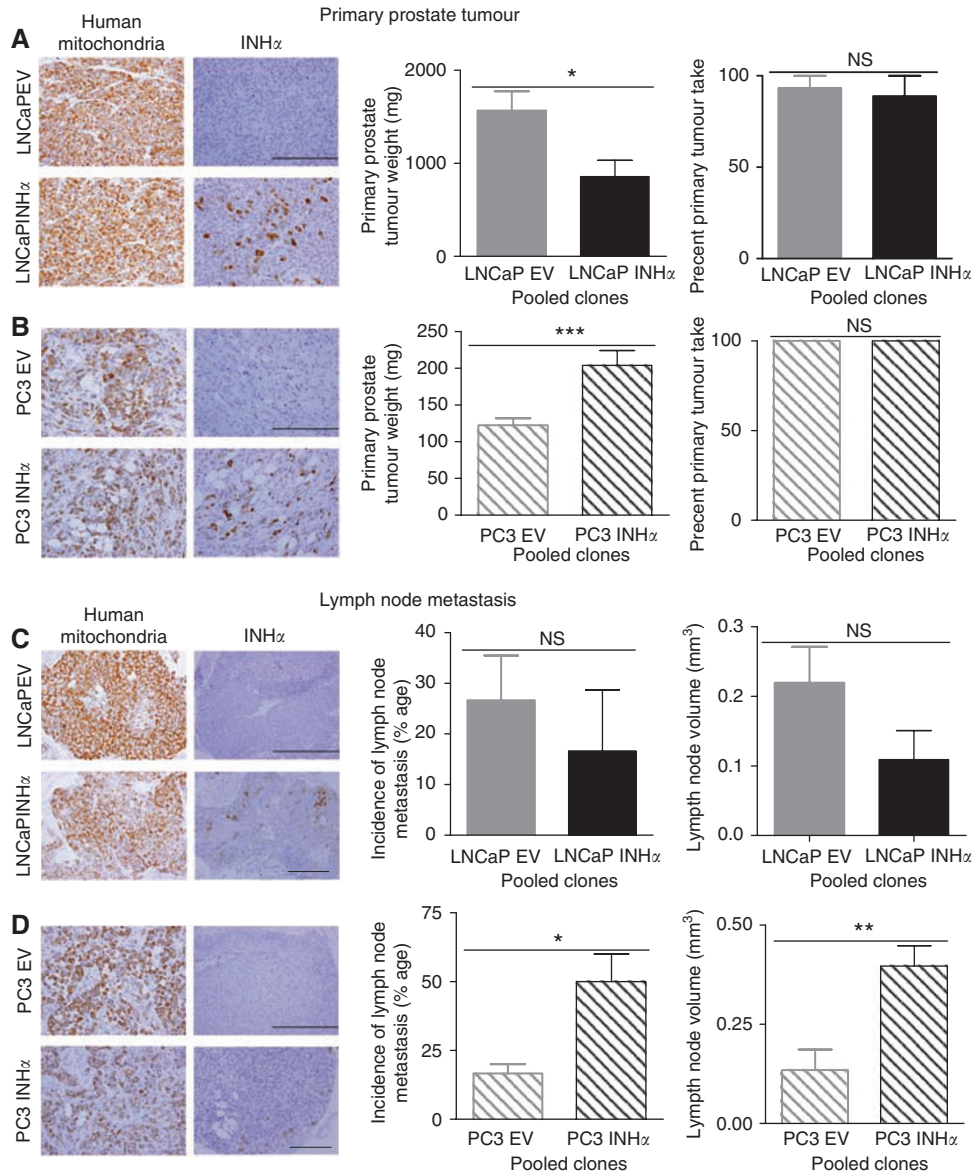 Primary prostate tumour
A
Human
mitochondria
INHα
LNCaPEV
LNCaPINHα
Primary prostate
tumour weight (mg)
2000
1000
0
*
LNCaP EV
LNCaP INHα
Pooled clones
Precent primary tumour take
100
50
0
NS
LNCaP EV
LNCaP INHα
Pooled clones
B
PC3 EV
PC3 INHα
Primary prostate
tumour weight (mg)
250
200
150
100
50
0
***
PC3 EV
PC3 INHα
Pooled clones
Precent primary tumour take
100
50
0
NS
PC3 EV
PC3 INHα
Pooled clones
Lymph node metastasis
C
Human
mitochondria
INHα
LNCaPEV
LNCaPINHα
Incidence of lymph node
metastasis (% age)
40
30
20
10
0
NS
LNCaP EV
LNCaP INHα
Pooled clones
Lympth node volume (mm³)
0.3
0.2
0.1
0.0
NS
LNCaP EV
LNCaP INHα
Pooled clones
D
PC3 EV
PC3 INHα
Incidence of lymph node
metastasis (% age)
75
50
25
0
*
PC3 EV
PC3 INHα
Pooled clones
Lympth node volume (mm³)
0.50
0.25
0.00
**
PC3 EV
PC3 INHα
Pooled clones